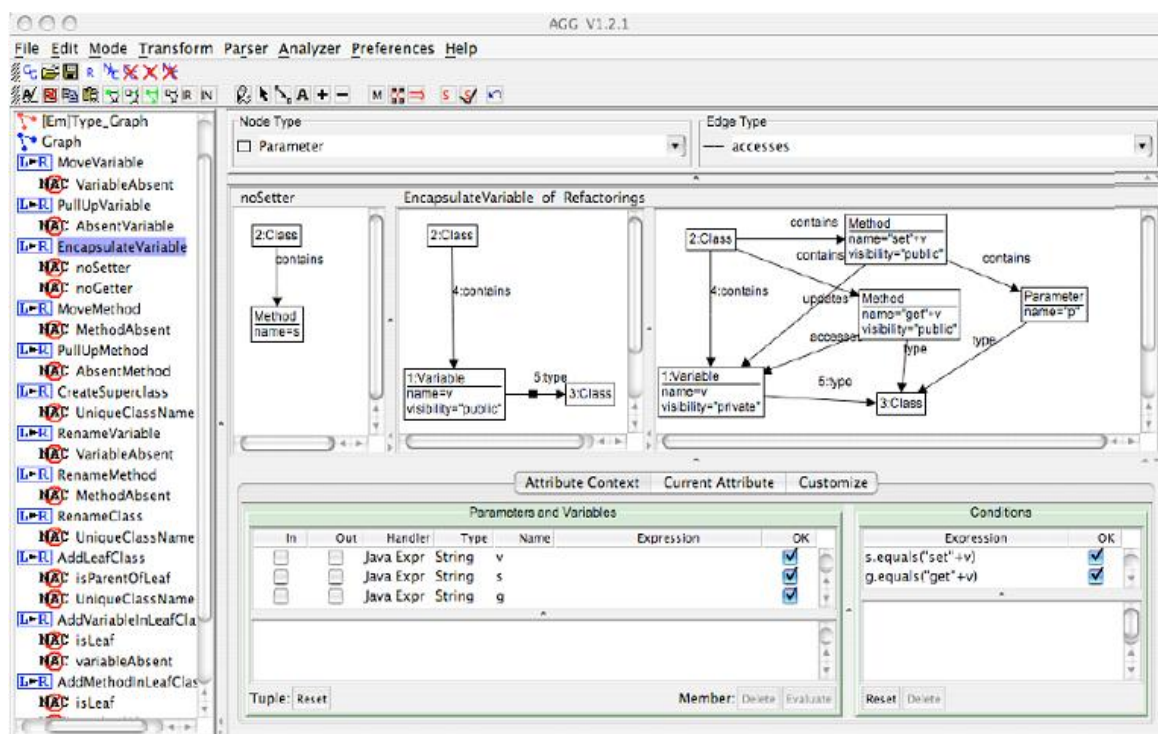 AGG V1.2.1
File Edit Mode Transform Parser Analyzer Preferences Help
[Em]Type_Graph
Graph
L R MoveVariable
NAC VariableAbsent
L R PullUpVariable
NAC AbsentVariable
L R EncapsulateVariable
NAC noSetter
NAC noGetter
L R MoveMethod
NAC MethodAbsent
L R PullUpMethod
NAC AbsentMethod
L R CreateSuperclass
NAC UniqueClassName
L R RenameVariable
NAC VariableAbsent
L R RenameMethod
NAC MethodAbsent
L R RenameClass
NAC UniqueClassName
L R AddLeafClass
NAC isParentOfLeaf
NAC UniqueClassName
L R AddVariableInLeafCla
NAC isLeaf
NAC variableAbsent
L R AddMethodInLeafClas
NAC isLeaf
Node Type
Parameter
Edge Type
accesses
noSetter
2:Class
contains
Method
name=s
EncapsulateVariable of Refactorings
2:Class
4:contains
1:Variable
name=v
visibility="public"
5:type
3:Class
2:Class
contains
Method
name="set"+v
visibility="public"
contains
contains
4:contains
updates
Method
name="get"+v
visibility="public"
Parameter
name="p"
accesses
type
type
1:Variable
name=v
visibility="private"
5:type
3:Class
Attribute Context Current Attribute Customize
Parameters and Variables
In Out Handler Type Name Expression OK
Java Expr String v
Java Expr String s
Java Expr String g
Tuple: Reset
Member: Delete Evaluate
Conditions
Expression OK
s.equals("set"+v)
g.equals("get"+v)
Reset Delete